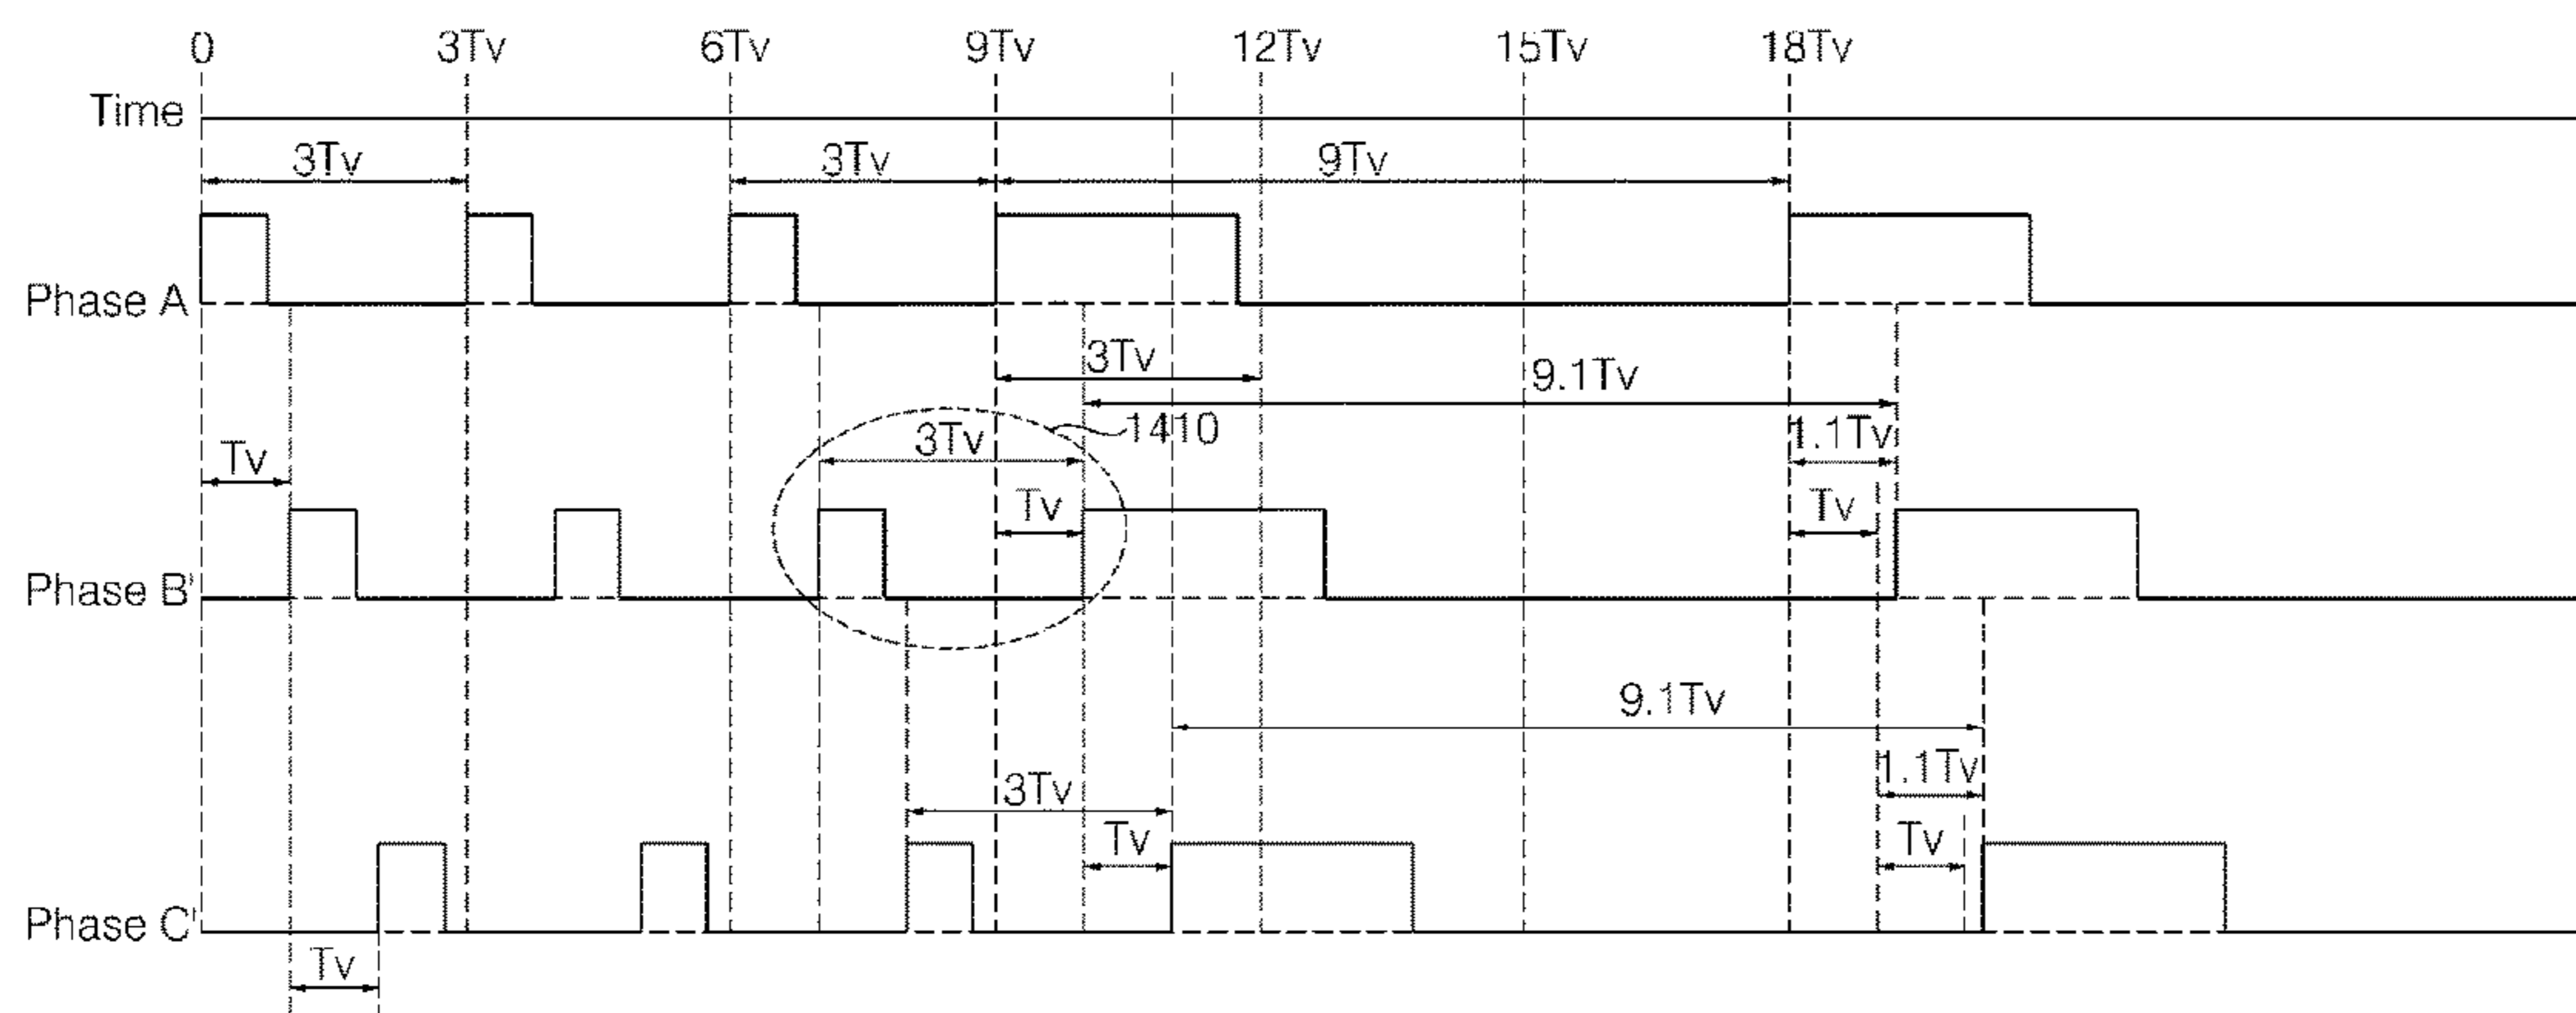 0 3Tv 6Tv 9Tv 12Tv 15Tv 18Tv
Time
3Tv 3Tv 9Tv
Phase A
3Tv
9.1Tv
1410
1.1Tv
Tv 3Tv
Tv Tv
Phase B'
9.1Tv
1.1Tv
3Tv
Tv Tv
Phase C'
Tv